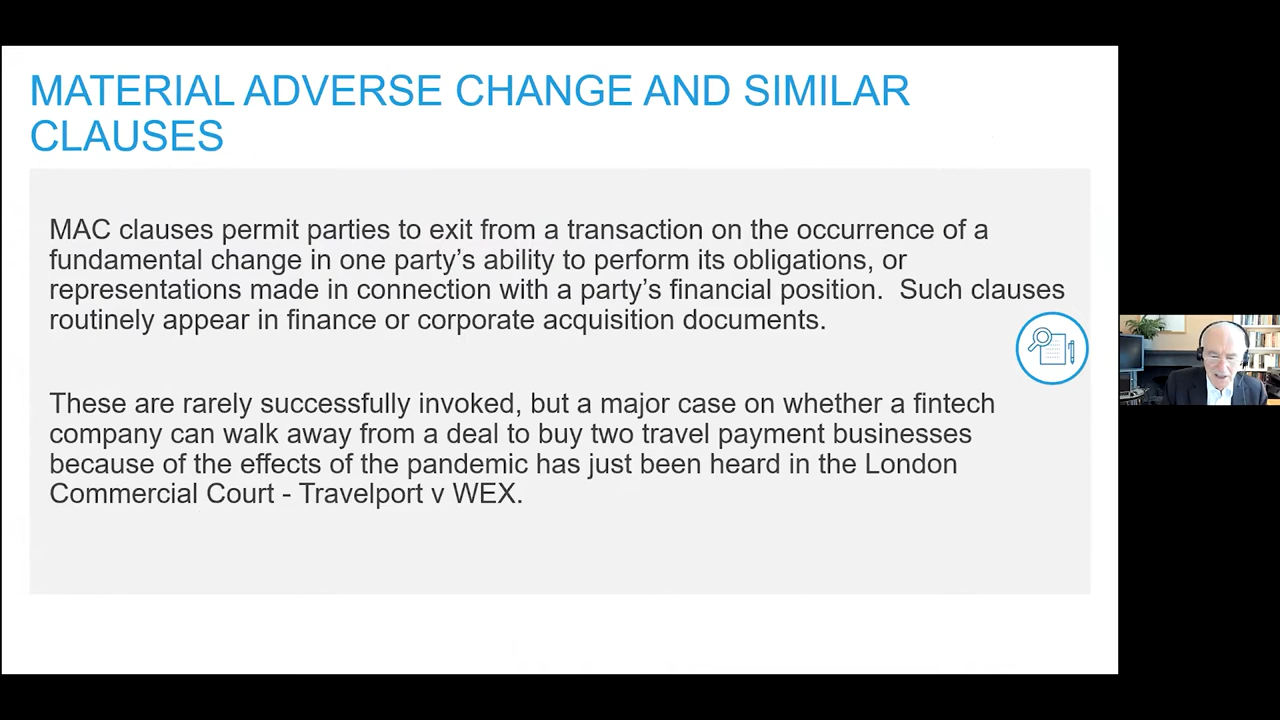 MATERIAL ADVERSE CHANGE AND SIMILAR
CLAUSES
MAC clauses permit parties to exit from a transaction on the occurrence of a
fundamental change in one party’s ability to perform its obligations, or
representations made in connection with a party’s financial position.  Such clauses
routinely appear in finance or corporate acquisition documents.
These are rarely successfully invoked, but a major case on whether a fintech
company can walk away from a deal to buy two travel payment businesses
because of the effects of the pandemic has just been heard in the London
Commercial Court - Travelport v WEX.